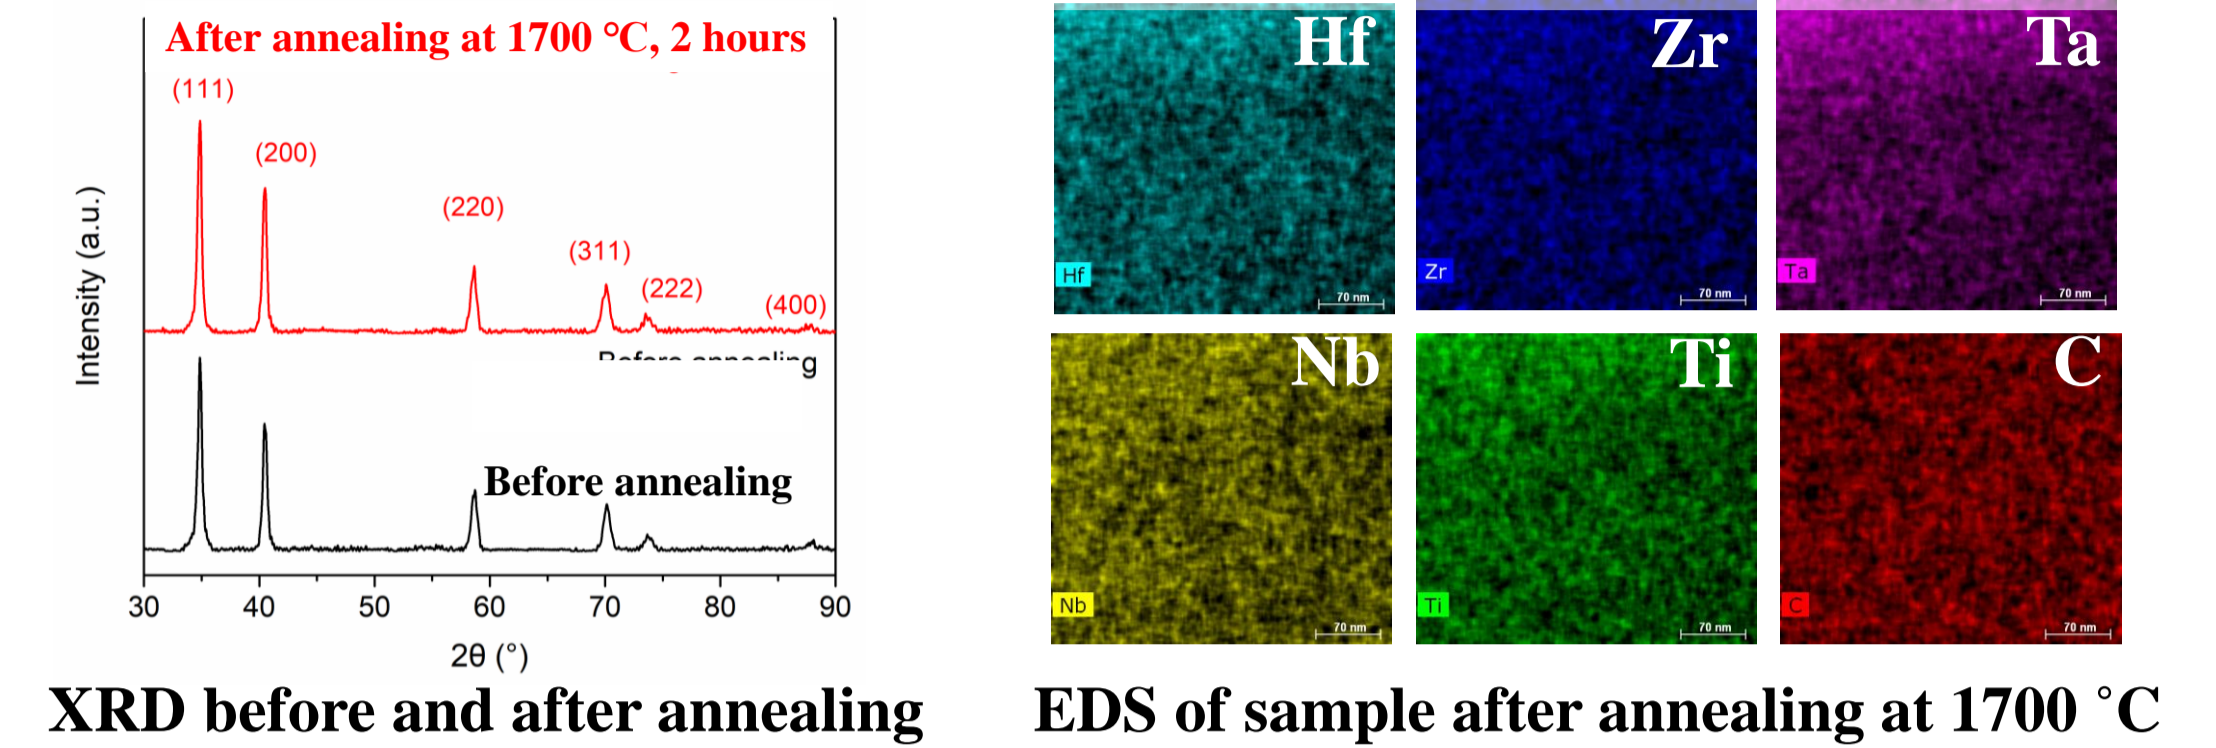 After annealing at 1700 °C, 2 hours
(111)
(200)
(220)
(311)
(222)
(400)
Intensity (a.u.)
Before annealing
Before annealing
30 40 50 60 70 80 90
2θ (°)
XRD before and after annealing
Hf
Hf
70 nm
Zr
Zr
70 nm
Ta
Ta
70 nm
Nb
Nb
70 nm
Ti
Ti
70 nm
C
C
70 nm
EDS of sample after annealing at 1700 °C